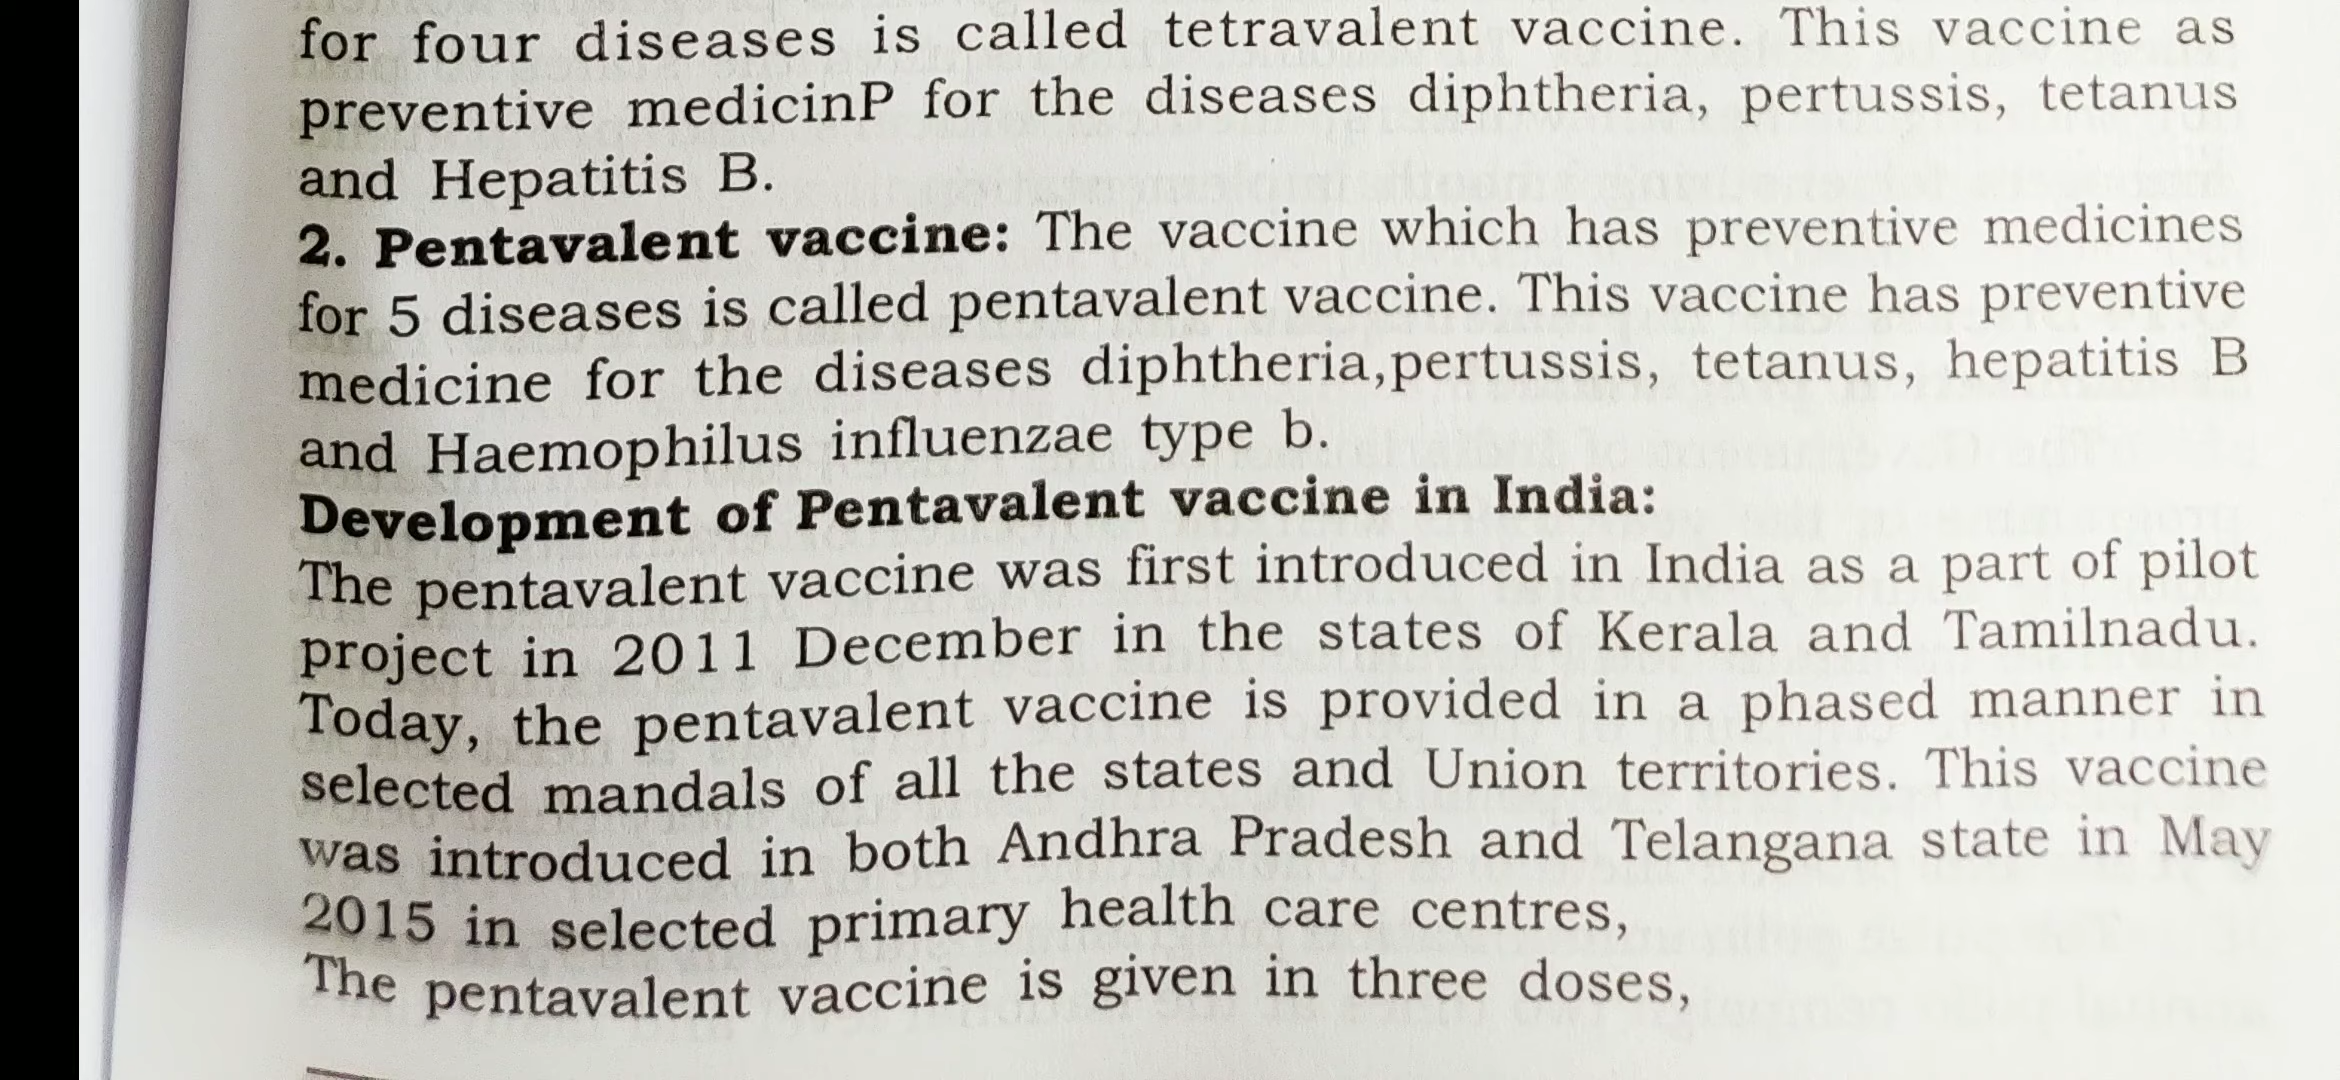 for four diseases is called tetravalent vaccine. This vaccine as
preventive medicinP for the diseases diphtheria, pertussis, tetanus
and Hepatitis B.
2. Pentavalent vaccine: The vaccine which has preventive medicines
for 5 diseases is called pentavalent vaccine. This vaccine has preventive
medicine for the diseases diphtheria,pertussis, tetanus, hepatitis B
and Haemophilus influenzae type b.
Development of Pentavalent vaccine in India:
The pentavalent vaccine was first introduced in India as a part of pilot
project in 2011 December in the states of Kerala and Tamilnadu.
Today, the pentavalent vaccine is provided in a phased manner in
selected mandals of all the states and Union territories. This vaccine
was introduced in both Andhra Pradesh and Telangana state in May
2015 in selected primary health care centres,
The pentavalent vaccine is given in three doses,